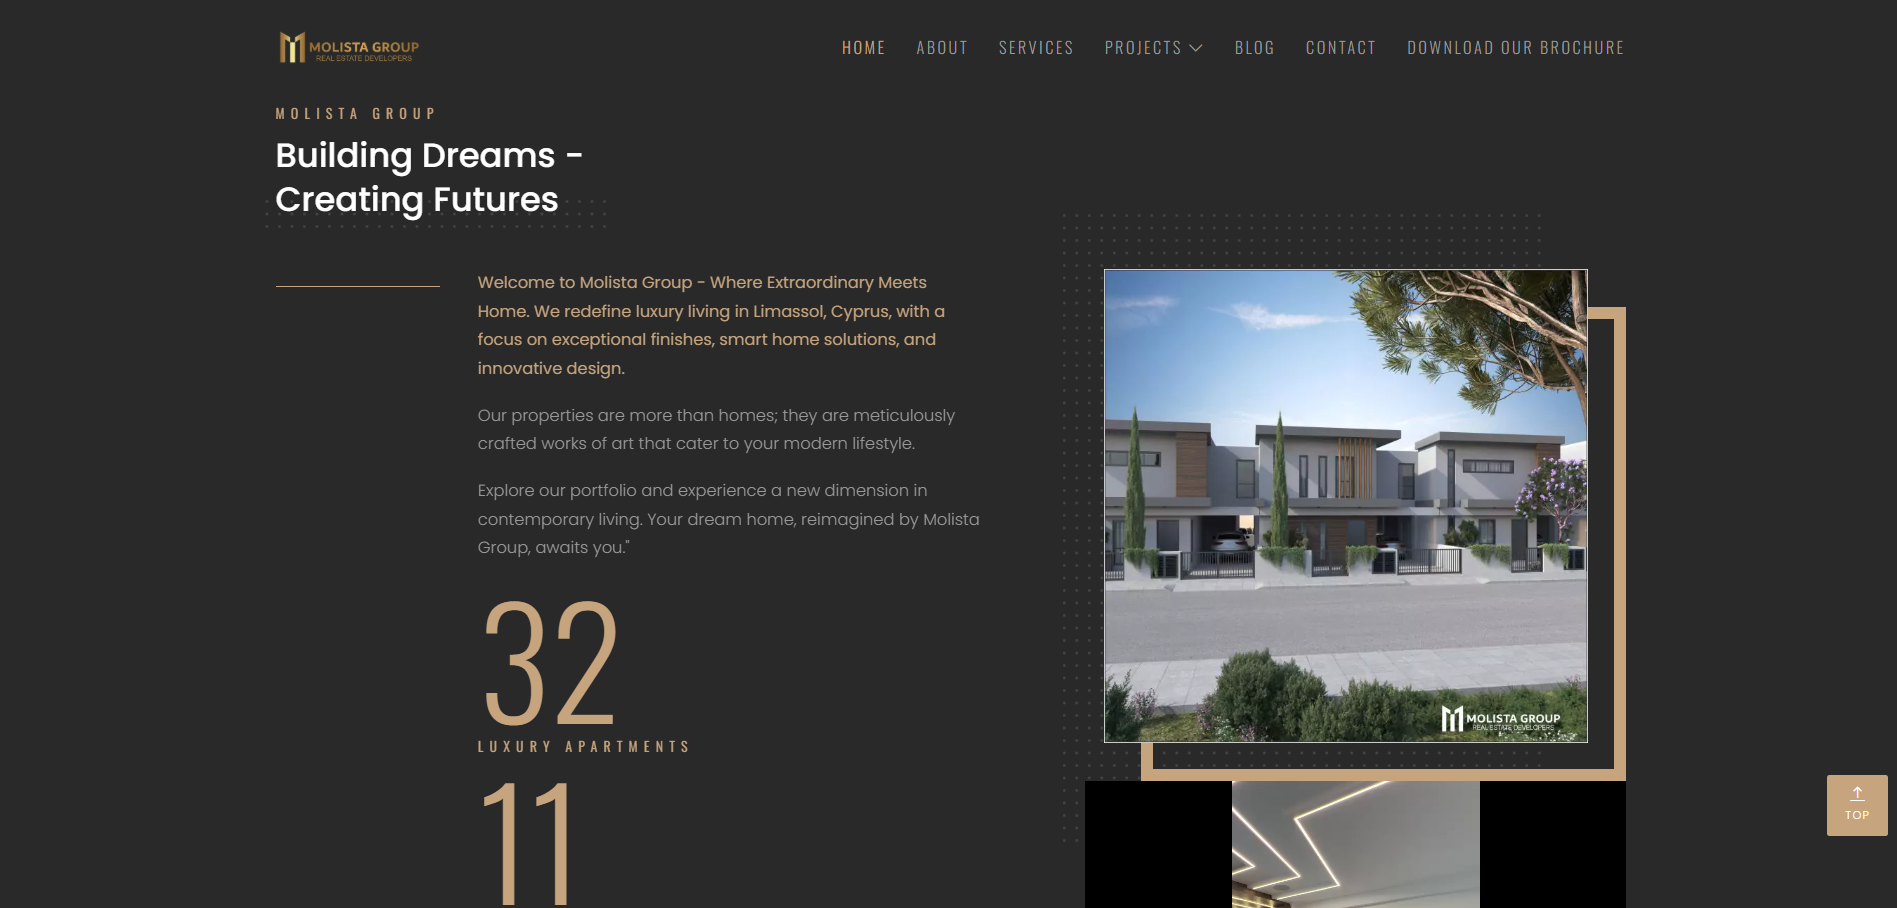 MOLISTA GROUP
REAL ESTATE DEVELOPERS
HOME ABOUT SERVICES PROJECTS BLOG CONTACT DOWNLOAD OUR BROCHURE
MOLISTA GROUP
Building Dreams -
Creating Futures
Welcome to Molista Group - Where Extraordinary Meets
Home. We redefine luxury living in Limassol, Cyprus, with a
focus on exceptional finishes, smart home solutions, and
innovative design.
Our properties are more than homes; they are meticulously
crafted works of art that cater to your modern lifestyle.
Explore our portfolio and experience a new dimension in
contemporary living. Your dream home, reimagined by Molista
Group, awaits you."
32
LUXURY APARTMENTS
11
MOLISTA GROUP
REAL ESTATE DEVELOPERS
TOP